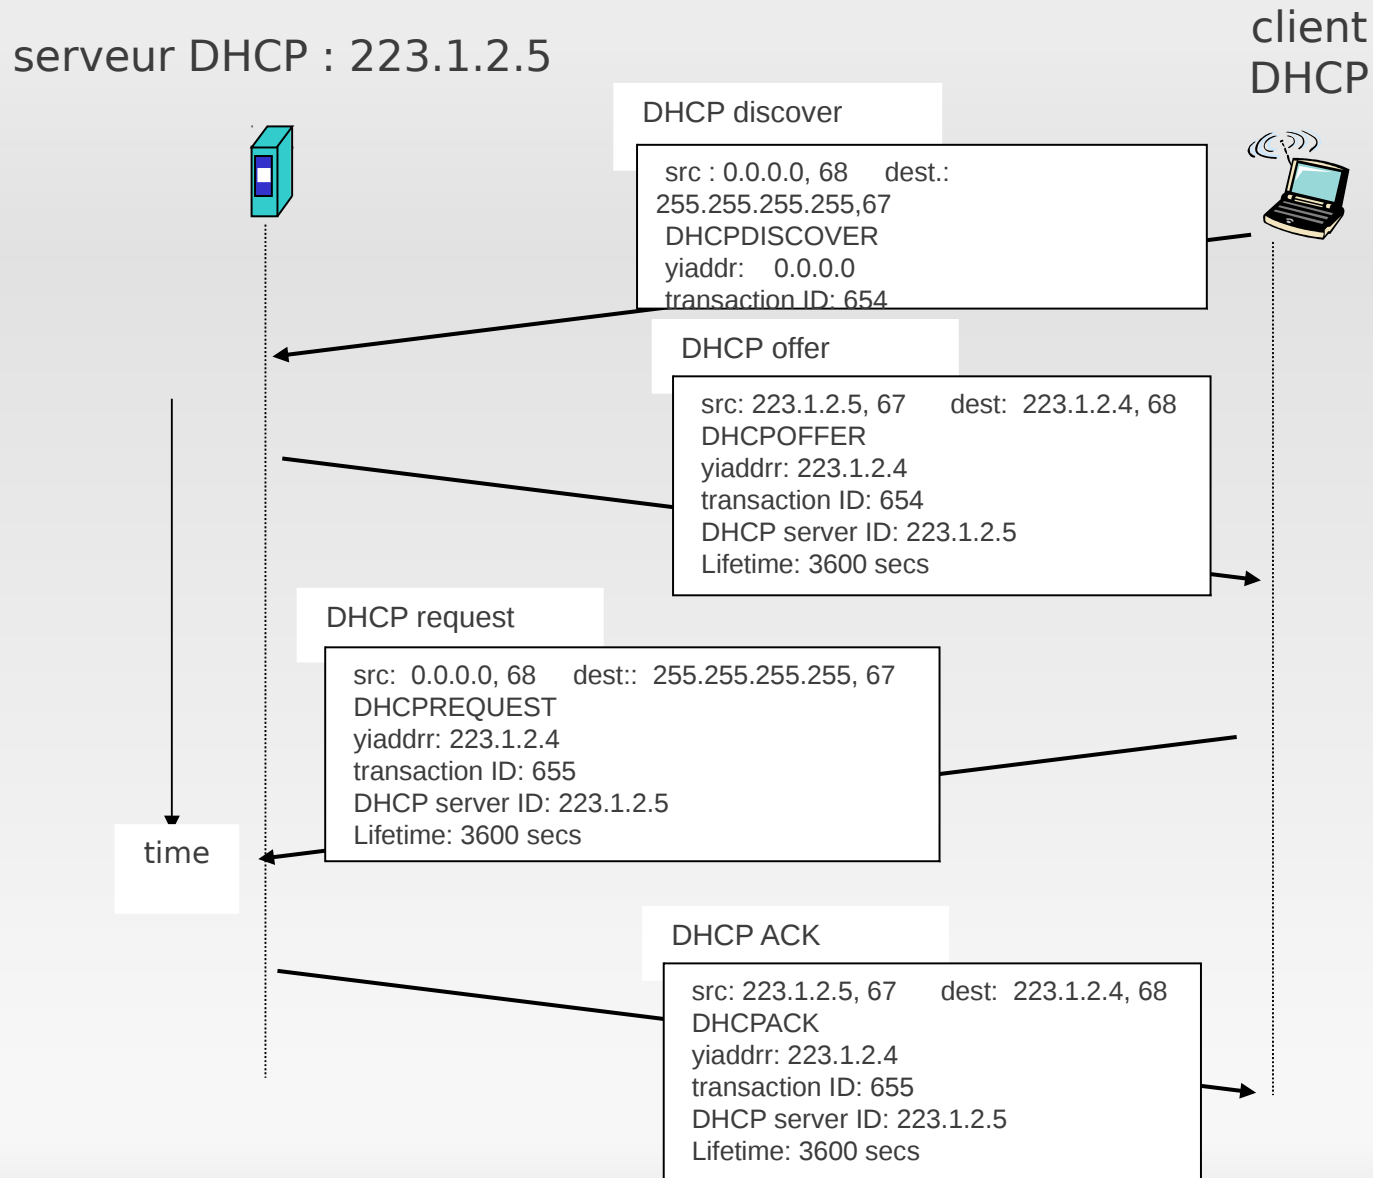 serveur DHCP : 223.1.2.5
client
DHCP
DHCP discover
src : 0.0.0.0, 68 dest.:
255.255.255.255,67
DHCPDISCOVER
yiaddr: 0.0.0.0
transaction ID: 654
DHCP offer
src: 223.1.2.5, 67 dest: 223.1.2.4, 68
DHCPOFFER
yiaddrr: 223.1.2.4
transaction ID: 654
DHCP server ID: 223.1.2.5
Lifetime: 3600 secs
DHCP request
src: 0.0.0.0, 68 dest:: 255.255.255.255, 67
DHCPREQUEST
yiaddrr: 223.1.2.4
transaction ID: 655
DHCP server ID: 223.1.2.5
Lifetime: 3600 secs
time
DHCP ACK
src: 223.1.2.5, 67 dest: 223.1.2.4, 68
DHCPACK
yiaddrr: 223.1.2.4
transaction ID: 655
DHCP server ID: 223.1.2.5
Lifetime: 3600 secs